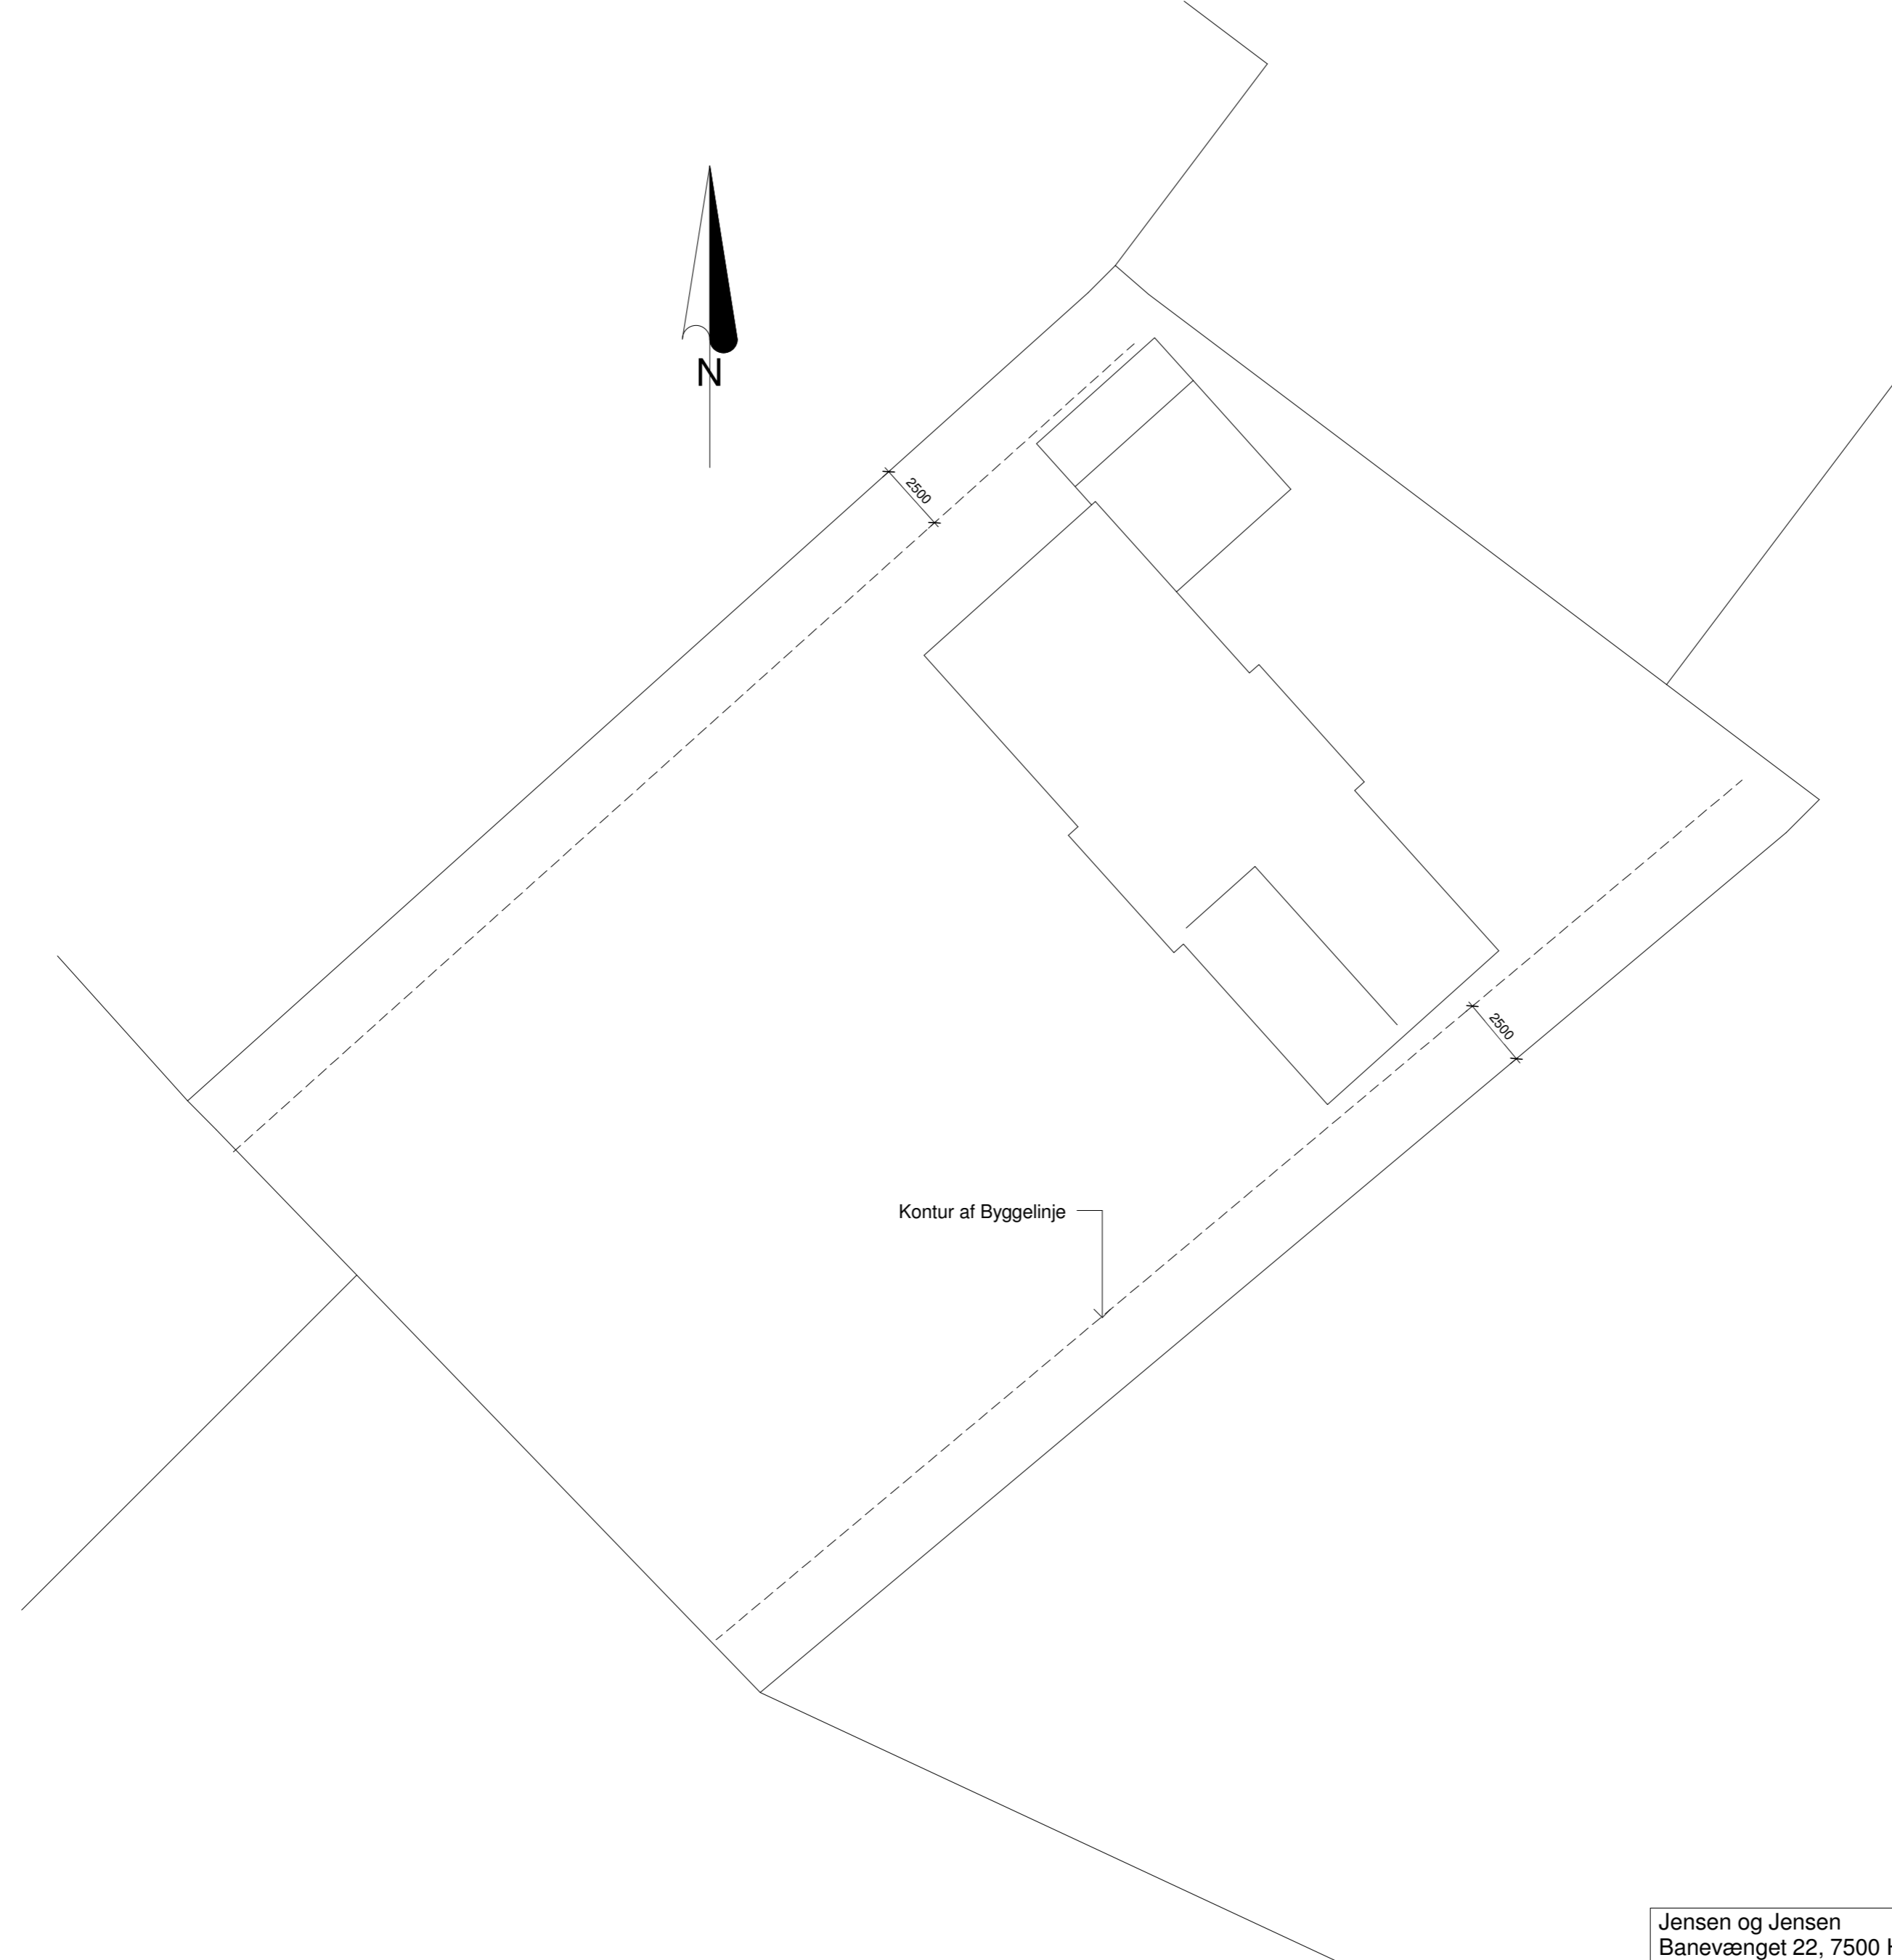 N
2500
2500
Kontur af Byggelinje
Jensen og Jensen
Banevænget 22, 7500